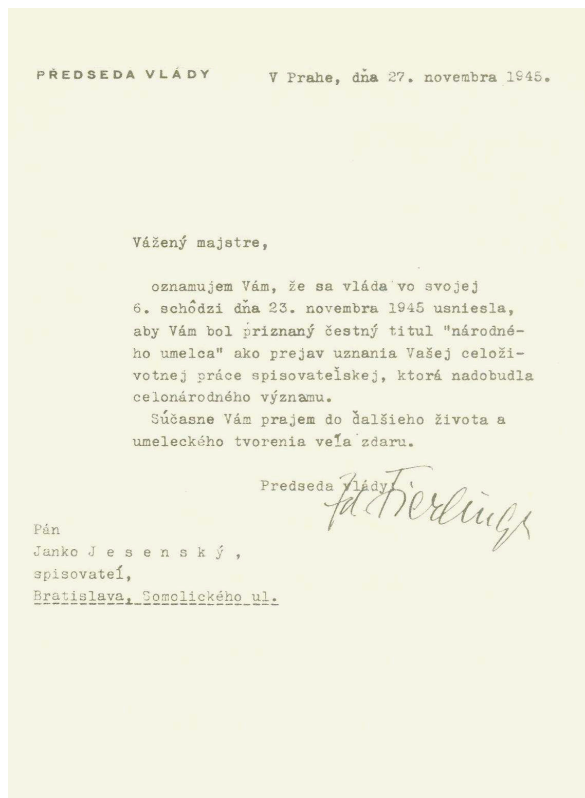 PŘEDSEDA VLÁDY
V Prahe, dňa 27. novembra 1945.
Vážený majstre,
oznamujem Vám, že sa vláda vo svojej
6. schôdzi dňa 23. novembra 1945 usniesla,
aby Vám bol priznaný čestný titul "národné-
ho umelca" ako prejav uznania Vašej celoži-
votnej práce spisovateľskej, ktorá nadobudla
celonárodného významu.
Súčasne Vám prajem do ďalšieho života a
umeleckého tvorenia veľa zdaru.
Predseda vlády:
Zd. Fierlinger
Pán
Janko J e s e n s k ý ,
spisovateľ,
Bratislava, Somolického ul.